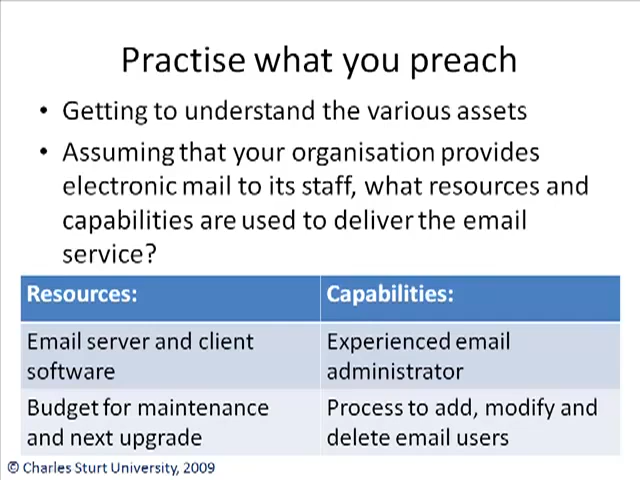 Practise what you preach
• Getting to understand the various assets
• Assuming that your organisation provides
electronic mail to its staff, what resources and
capabilities are used to deliver the email
service?
Resources: Capabilities:
Email server and client Experienced email
software administrator
Budget for maintenance Process to add, modify and
and next upgrade delete email users
© Charles Sturt University, 2009